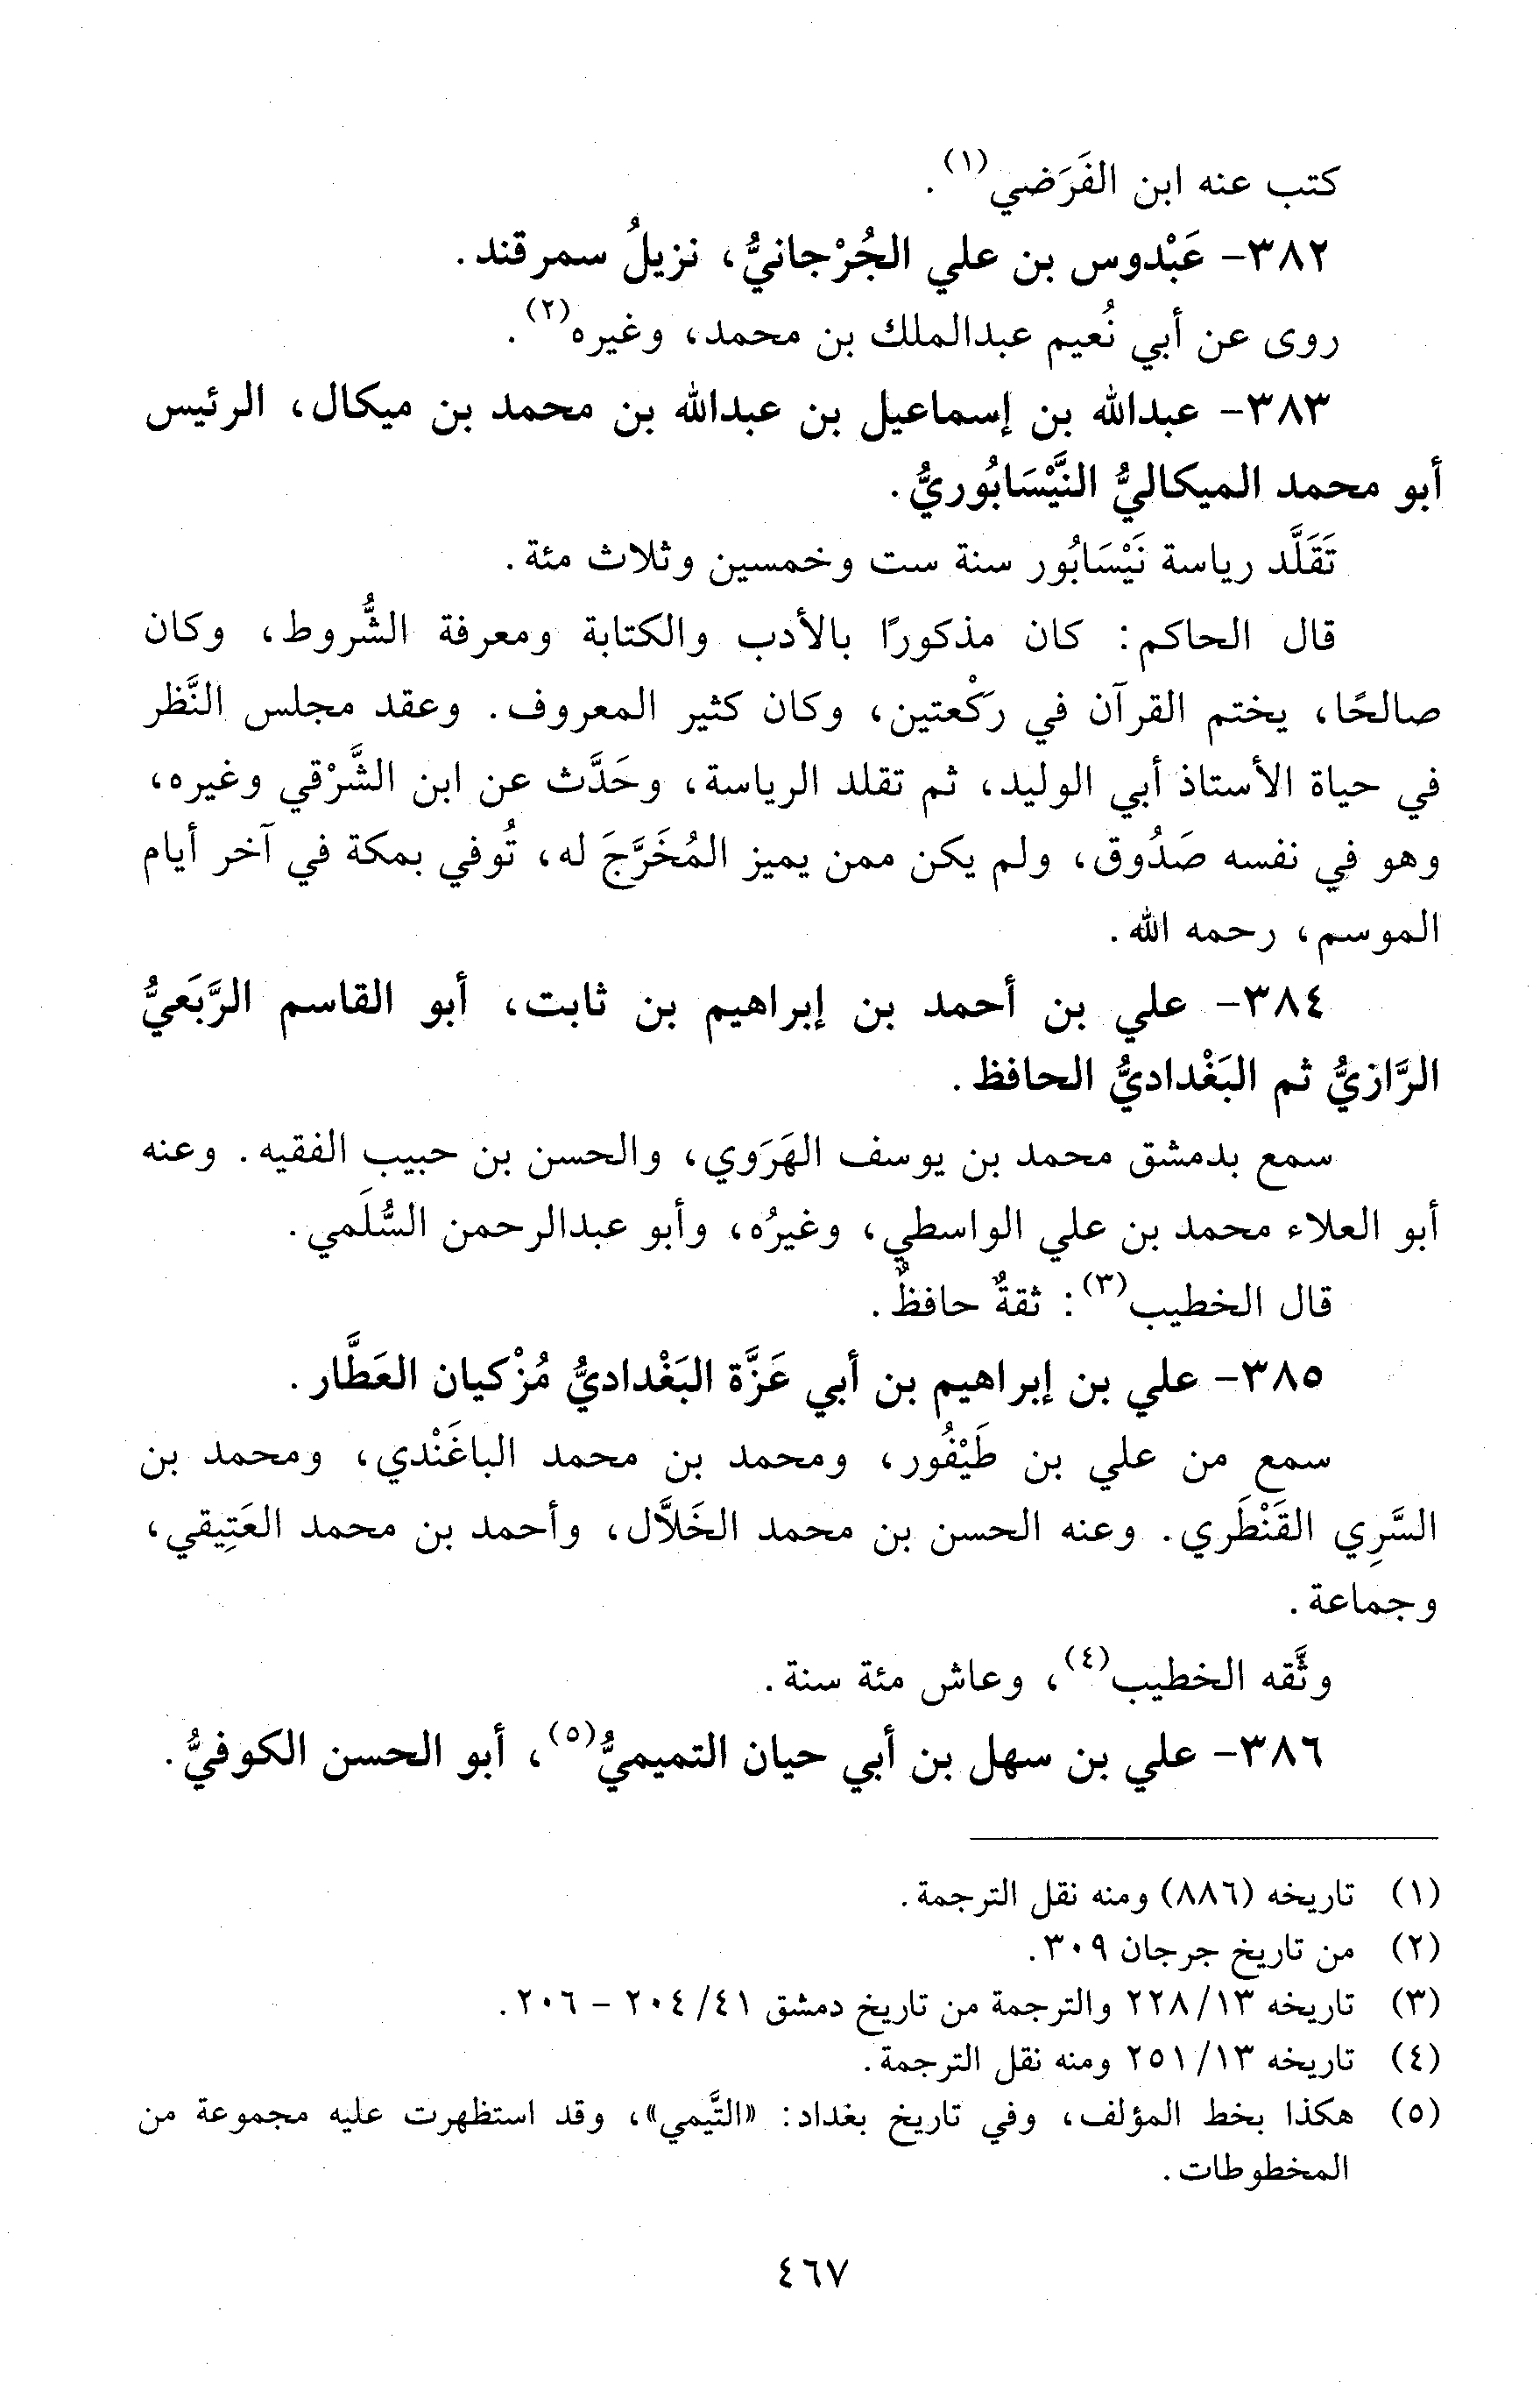 كتب عنه ابن الفَرَضي(١).
٣٨٢- عَبْدوس بن علي الجُرْجانيُّ، نزيلُ سمرقند.
روى عن أبي نُعيم عبدالملك بن محمد، وغيره(٢).
٣٨٣- عبدالله بن إسماعيل بن عبدالله بن محمد بن ميكال، الرئيس
أبو محمد الميكاليُّ النَّيْسَابُوريُّ.
تَقَلَّد رياسة نَيْسَابُور سنة ست وخمسين وثلاث مئة.
قال الحاكم: كان مذكورًا بالأدب والكتابة ومعرفة الشُّروط، وكان
صالحًا، يختم القرآن في ركْعتين، وكان كثير المعروف. وعقد مجلس النَّظر
في حياة الأستاذ أبي الوليد، ثم تقلد الرياسة، وحَدَّث عن ابن الشَّرْقي وغيره،
وهو في نفسه صَدُوق، ولم يكن ممن يميز المُخَرَّجَ له، تُوفي بمكة في آخر أيام
الموسم، رحمه الله.
٣٨٤- علي بن أحمد بن إبراهيم بن ثابت، أبو القاسم الرَّبَعيُّ
الرَّازيُّ ثم البَغْداديُّ الحافظ.
سمع بدمشق محمد بن يوسف الهَرَوي، والحسن بن حبيب الفقيه. وعنه
أبو العلاء محمد بن علي الواسطي، وغيرُه، وأبو عبدالرحمن السُّلَمي.
قال الخطيب(٣): ثقةٌ حافظٌ.
٣٨٥- علي بن إبراهيم بن أبي عَزَّة البَغْداديُّ مُزْكيان العَطَّار.
سمع من علي بن طَيْفُور، ومحمد بن محمد الباغَنْدي، ومحمد بن
السَّرِي القَنْطَري. وعنه الحسن بن محمد الخَلاَّل، وأحمد بن محمد العَتِيقي،
وجماعة.
وثَّقه الخطيب(٤)، وعاش مئة سنة.
٣٨٦- علي بن سهل بن أبي حيان التميميُّ(٥)، أبو الحسن الكوفيُّ.
(١) تاريخه (٨٨٦) ومنه نقل الترجمة.
(٢) من تاريخ جرجان ٣٠٩.
(٣) تاريخه ١٣/ ٢٢٨ والترجمة من تاريخ دمشق ٤١/ ٢٠٤ – ٢٠٦.
(٤) تاريخه ١٣/ ٢٥١ ومنه نقل الترجمة.
(٥) هكذا بخط المؤلف، وفي تاريخ بغداد: «التَّيمي»، وقد استظهرت عليه مجموعة من
المخطوطات.
٤٦٧